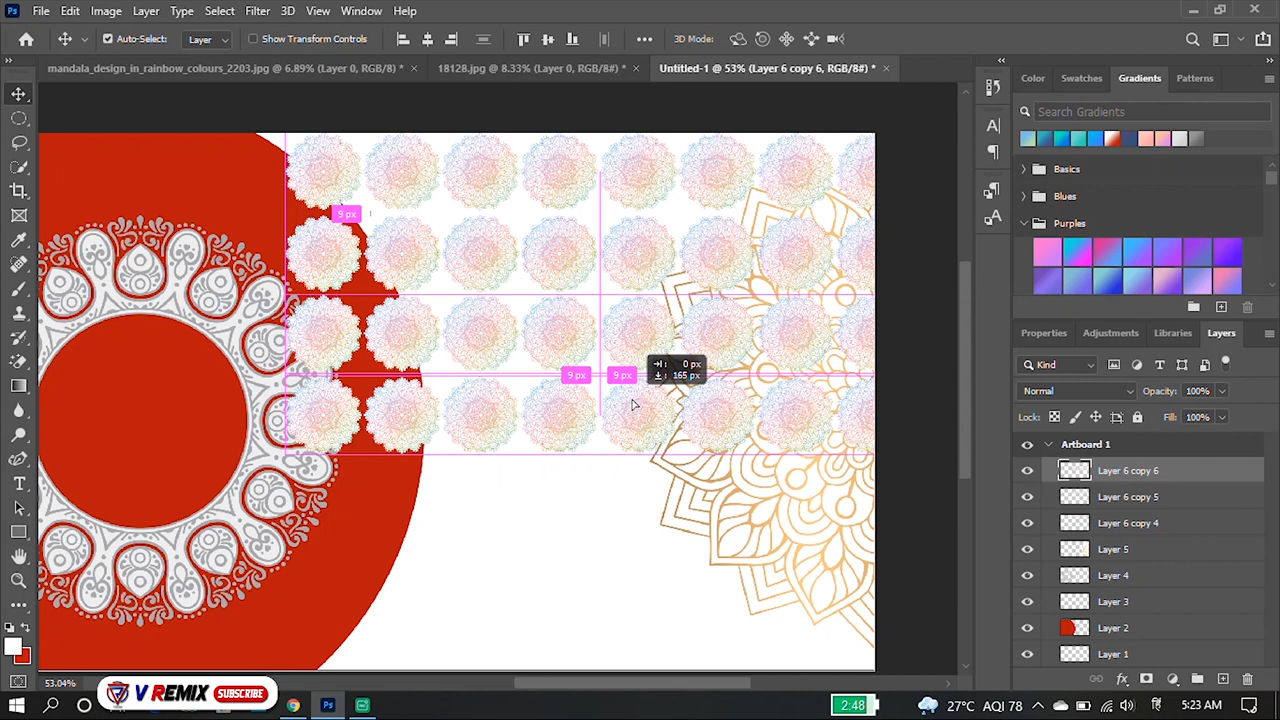 Ps File Edit Image Layer Type Select Filter 3D View Window Help
Auto-Select: Layer Show Transform Controls 3D Mode:
mandala_design_in_rainbow_colours_2203.jpg @ 6.89% (Layer 0, RGB/8) * × 18128.jpg @ 8.33% (Layer 0, RGB/8#) * × Untitled-1 @ 53% (Layer 6 copy 6, RGB/8#) * ×
Color Swatches Gradients Patterns
Search Gradients
Basics
Blues
Purples
9 px
9 px 9 px
0 px
165 px
Properties Adjustments Libraries Layers
Kind
Normal Opacity: 100%
Lock: Fill: 100%
Artboard 1
Layer 6 copy 6
Layer 6 copy 5
Layer 6 copy 4
Layer 5
Layer 4
Layer 3
Layer 2
Layer 1
53.04%
V REMIX SUBSCRIBE
Ps
2:48
27°C AQI 78
5:23 AM